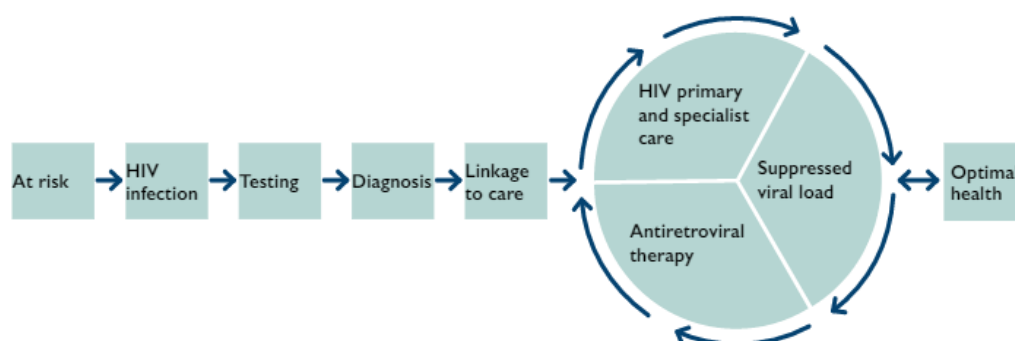 At risk
HIV
infection
Testing
Diagnosis
Linkage
to care
HIV primary
and specialist
care
Suppressed
viral load
Antiretroviral
therapy
Optima
health